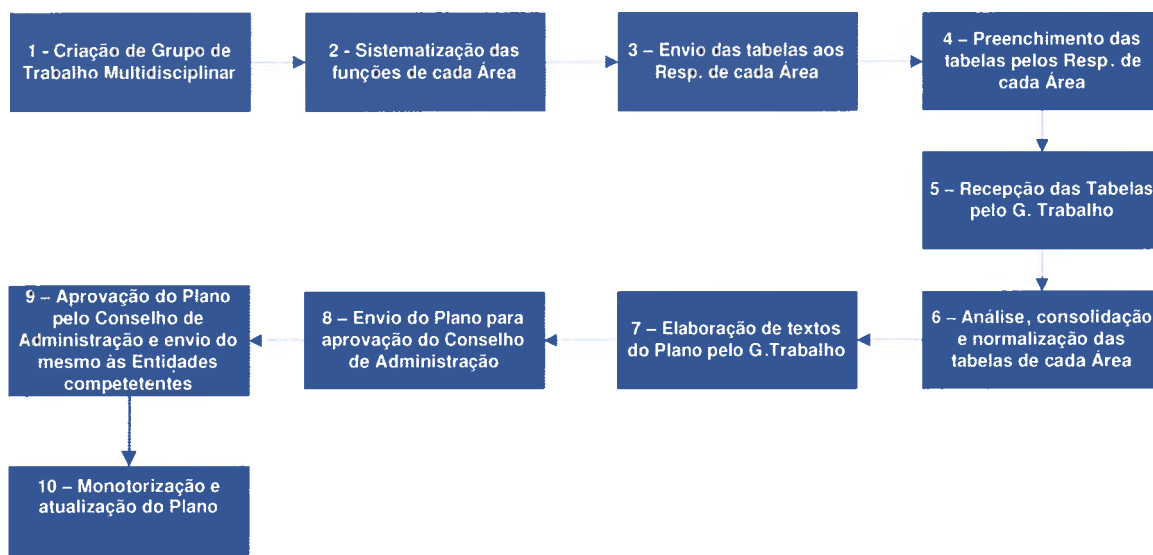 1 - Criação de Grupo de
Trabalho Multidisciplinar
2 - Sistematização das
funções de cada Área
3 – Envio das tabelas aos
Resp. de cada Área
4 – Preenchimento das
tabelas pelos Resp. de
cada Área
5 – Recepção das Tabelas
pelo G. Trabalho
6 – Análise, consolidação
e normalização das
tabelas de cada Área
7 – Elaboração de textos
do Plano pelo G.Trabalho
8 – Envio do Plano para
aprovação do Conselho
de Administração
9 – Aprovação do Plano
pelo Conselho de
Administração e envio do
mesmo às Entidades
competetentes
10 – Monotorização e
atualização do Plano